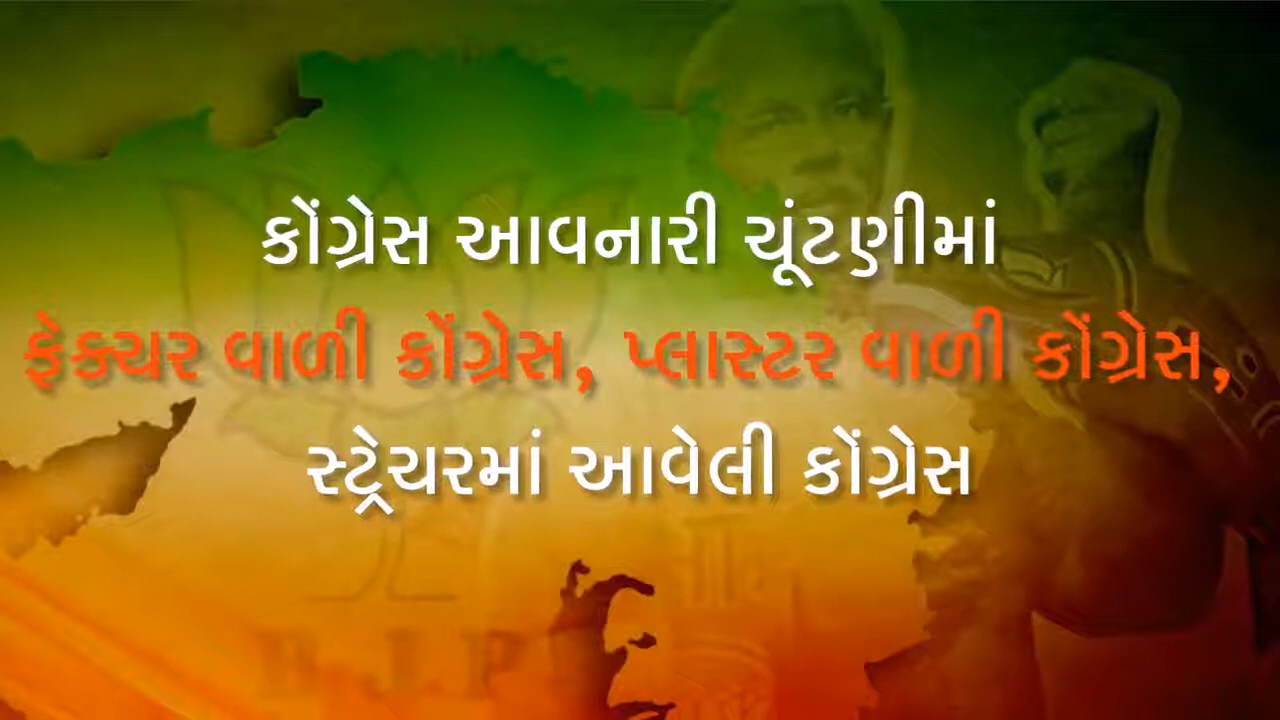 કોંગ્રેસ આવનારી ચૂંટણીમાં
ફેક્ચર વાળી કોંગ્રેસ, પ્લાસ્ટર વાળી કોંગ્રેસ,
સ્ટ્રેચરમાં આવેલી કોંગ્રેસ
B.J.P